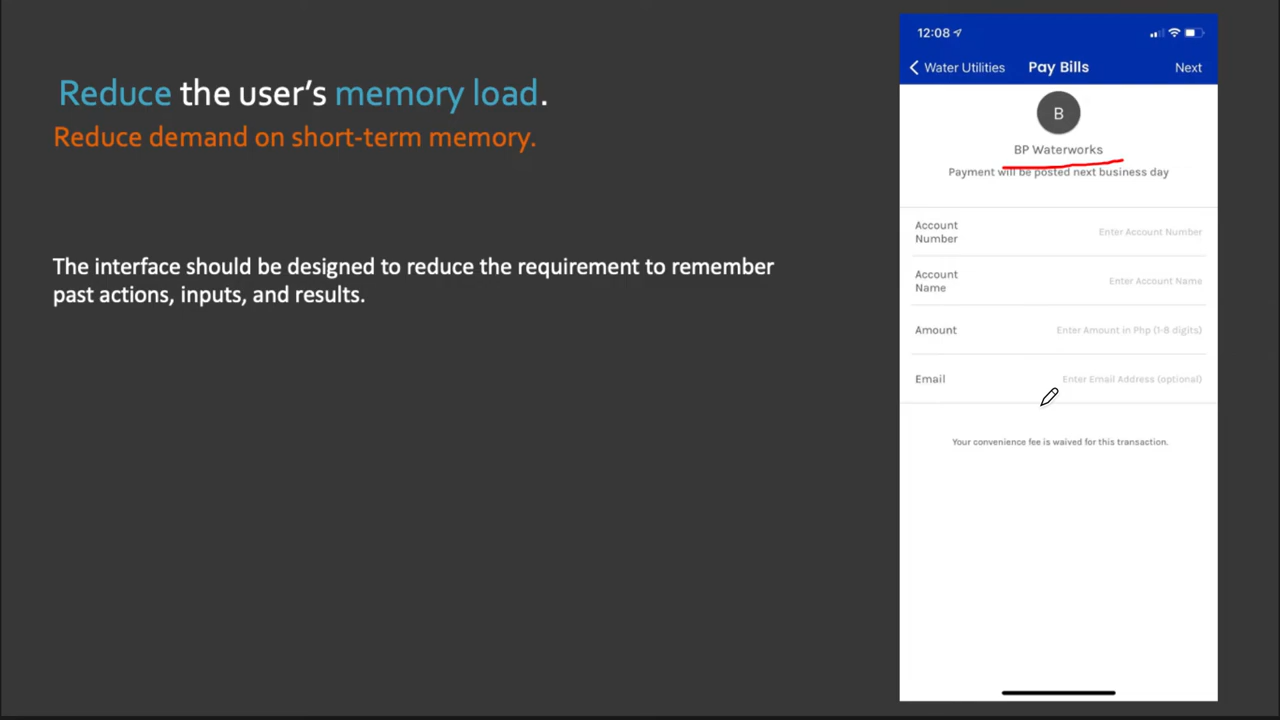 Reduce the user's memory load.
Reduce demand on short-term memory.
The interface should be designed to reduce the requirement to remember
past actions, inputs, and results.
12:08
Water Utilities
Pay Bills
Next
B
BP Waterworks
Payment will be posted next business day
Account
Number
Enter Account Number
Account
Name
Enter Account Name
Amount
Enter Amount in Php (1-8 digits)
Email
Enter Email Address (optional)
Your convenience fee is waived for this transaction.